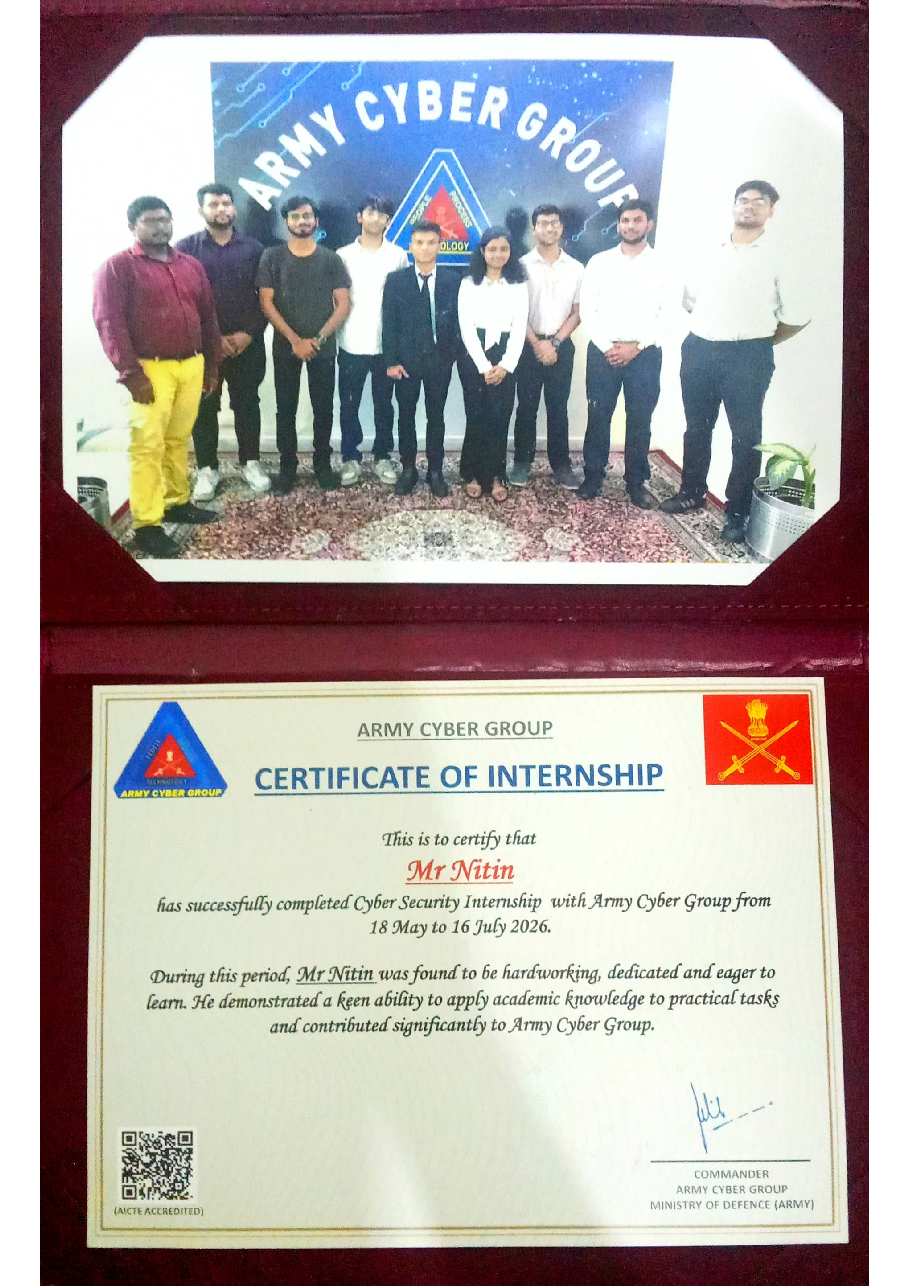 ARMY CYBER GROUP
PEOPLE PROCESS
ARMY CYBER GROUP
CERTIFICATE OF INTERNSHIP
TECHNOLOGY
ARMY CYBER GROUP
This is to certify that
Mr Nitin
has successfully completed Cyber Security Internship with Army Cyber Group from
18 May to 16 July 2026.
During this period, Mr Nitin was found to be hardworking, dedicated and eager to
learn. He demonstrated a keen ability to apply academic knowledge to practical tasks
and contributed significantly to Army Cyber Group.
COMMANDER
ARMY CYBER GROUP
MINISTRY OF DEFENCE (ARMY)
(AICTE ACCREDITED)